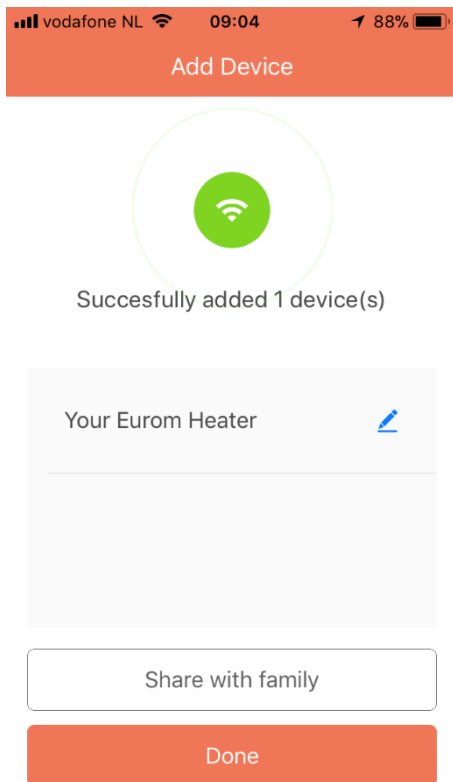 vodafone NL 09:04 88%
Add Device
Succesfully added 1 device(s)
Your Eurom Heater
Share with family
Done